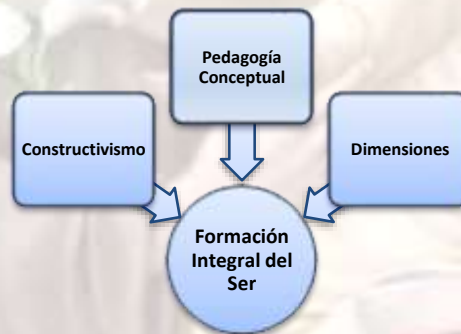 Pedagogía
Conceptual
Constructivismo
Dimensiones
Formación
Integral del
Ser